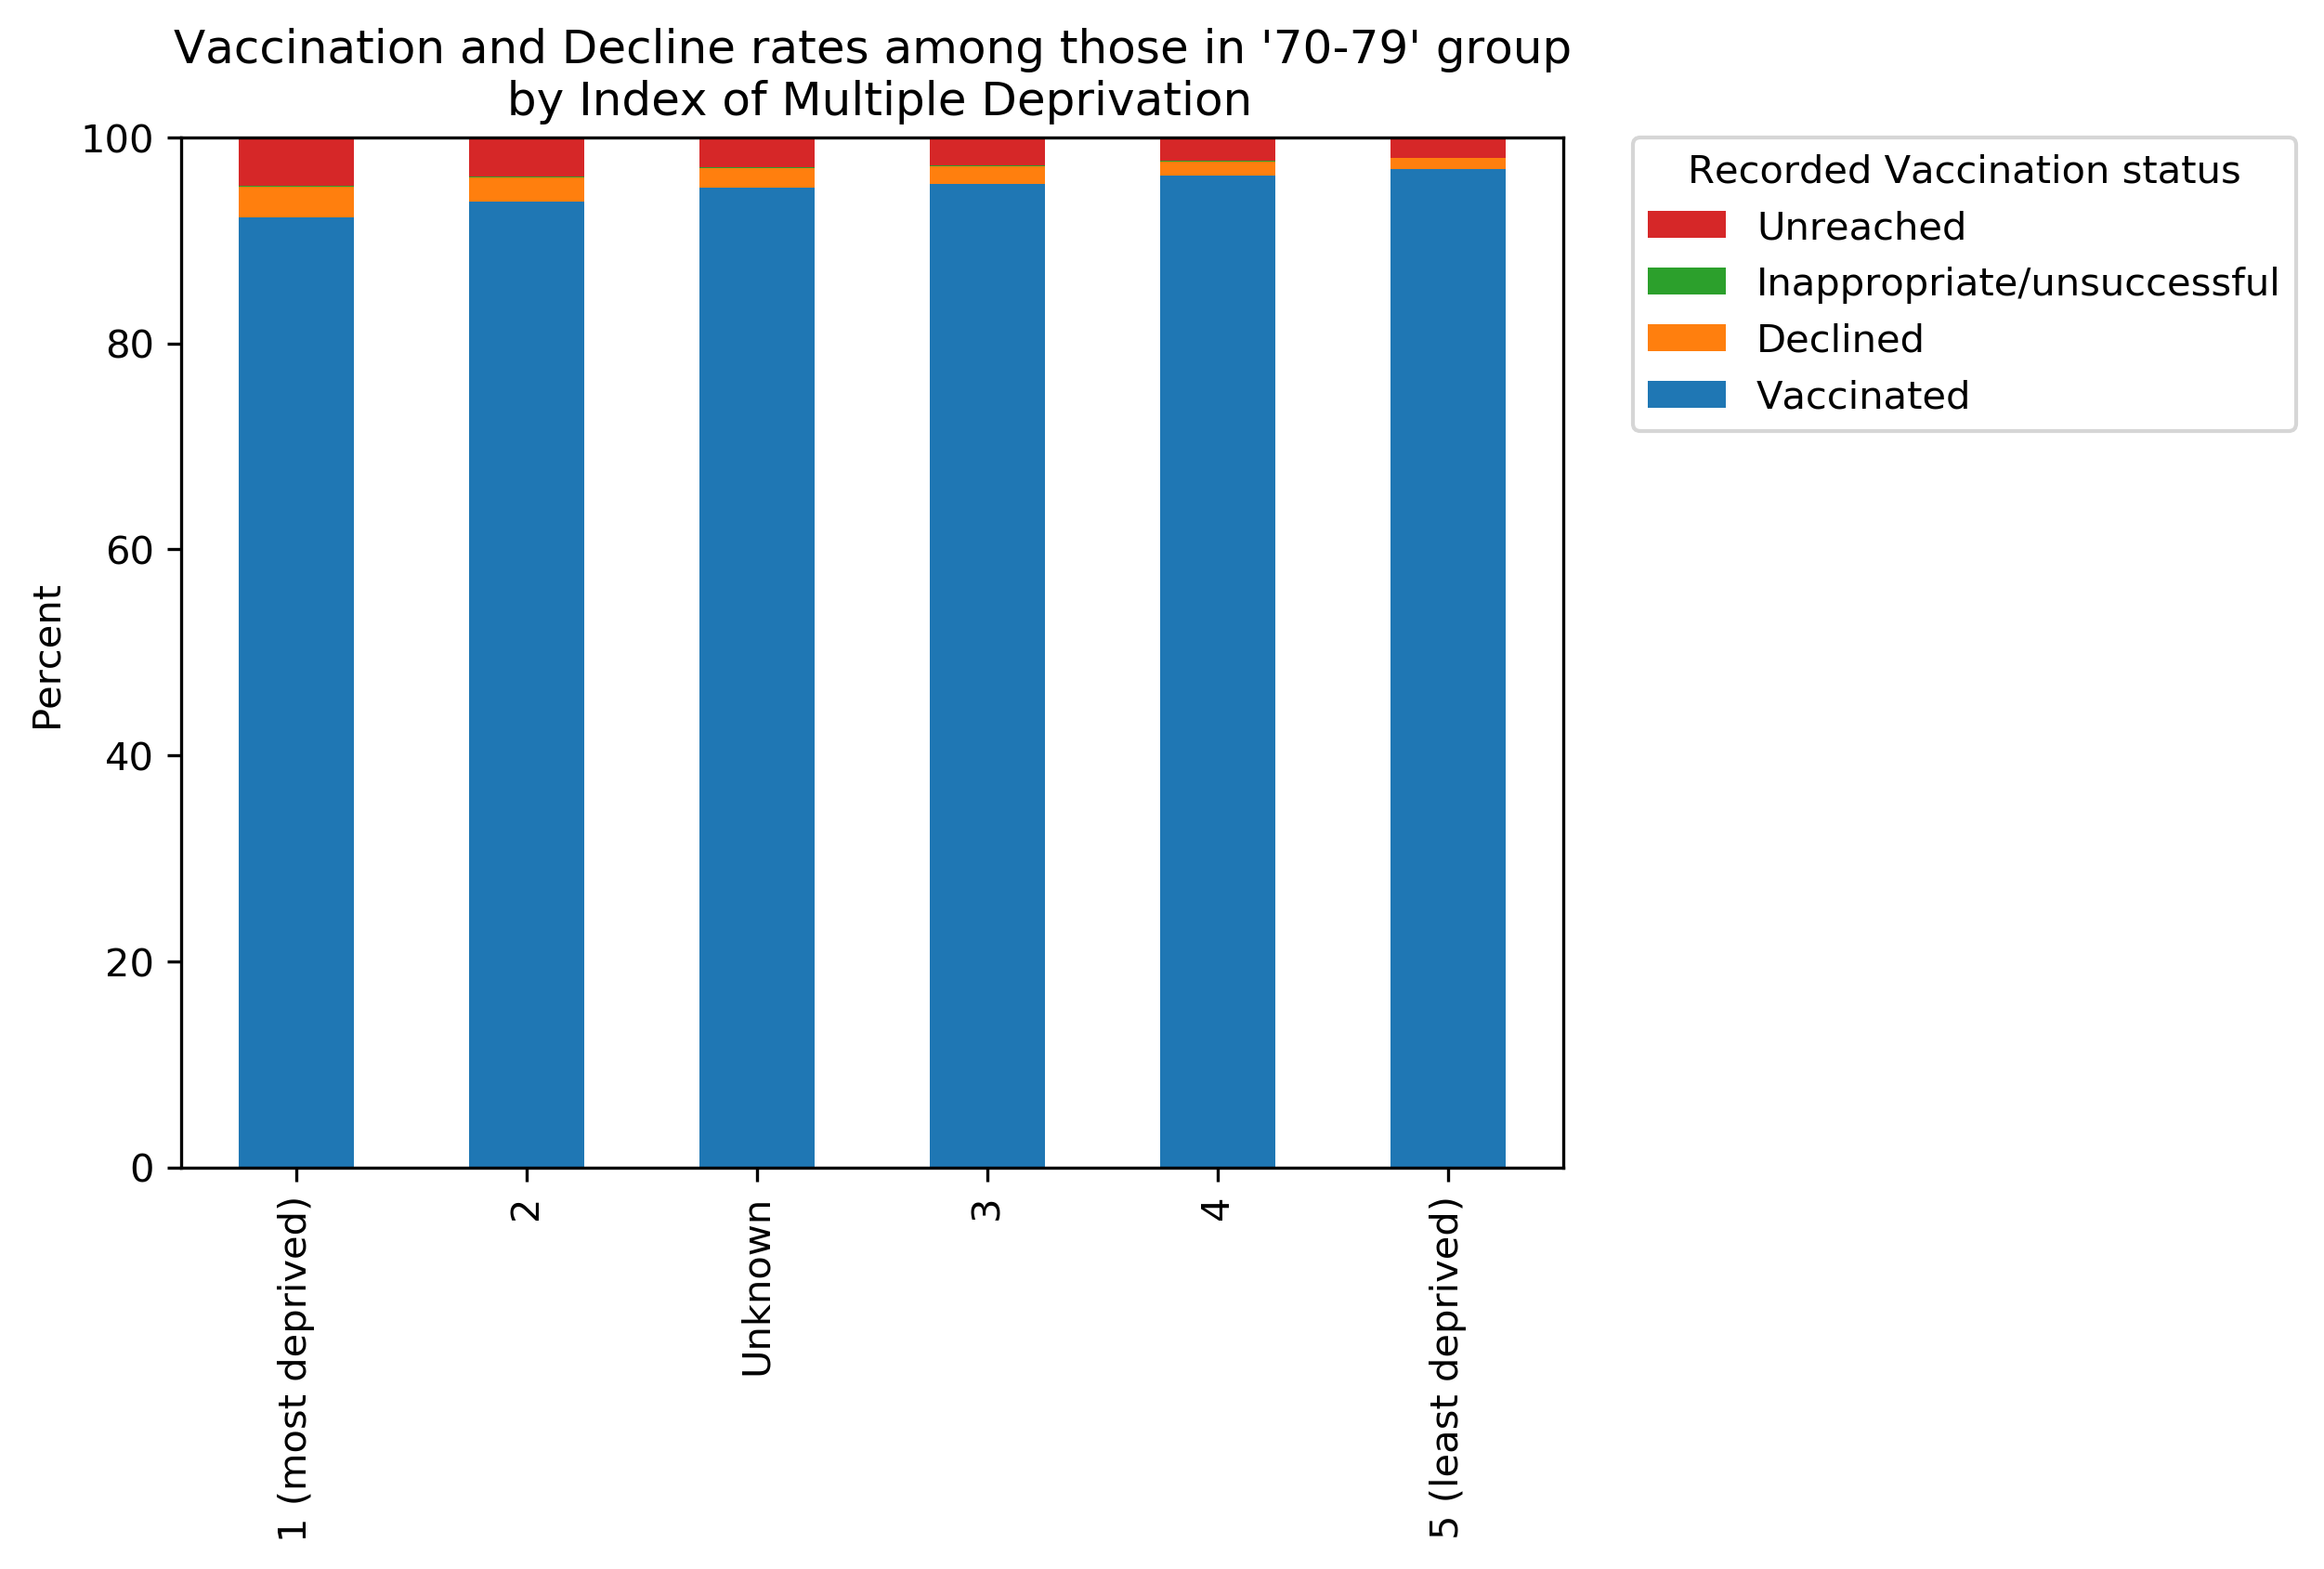 Vaccination and Decline rates among those in '70-79' group
by Index of Multiple Deprivation
Percent
100
80
60
40
20
0
1 (most deprived)
2
Unknown
3
4
5 (least deprived)
Recorded Vaccination status
Unreached
Inappropriate/unsuccessful
Declined
Vaccinated